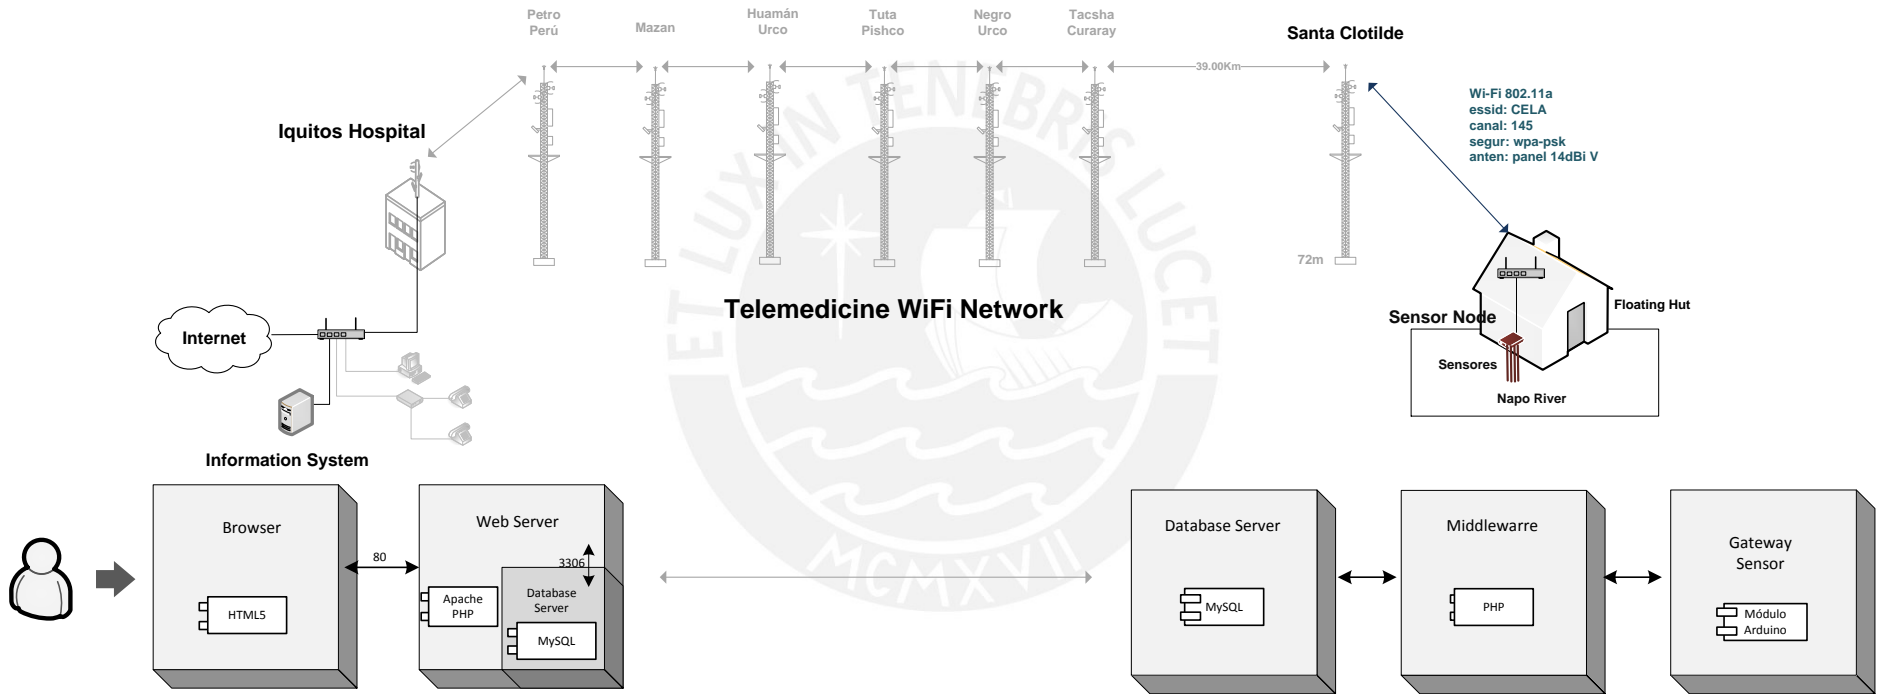 Petro
Perú
Mazan
Huamán
Urco
Tuta
Pishco
Negro
Urco
Tacsha
Curaray
Santa Clotilde
39.00Km
Wi-Fi 802.11a
essid: CELA
canal: 145
segur: wpa-psk
anten: panel 14dBi V
Iquitos Hospital
72m
Telemedicine WiFi Network
Internet
Floating Hut
Sensor Node
Sensores
Napo River
Information System
Browser
HTML5
80
Web Server
3306
Apache
PHP
Database
Server
MySQL
Database Server
MySQL
Middlewarre
PHP
Gateway
Sensor
Módulo
Arduino
ET LUX IN TENEBRIS LUCET
MCMXVII